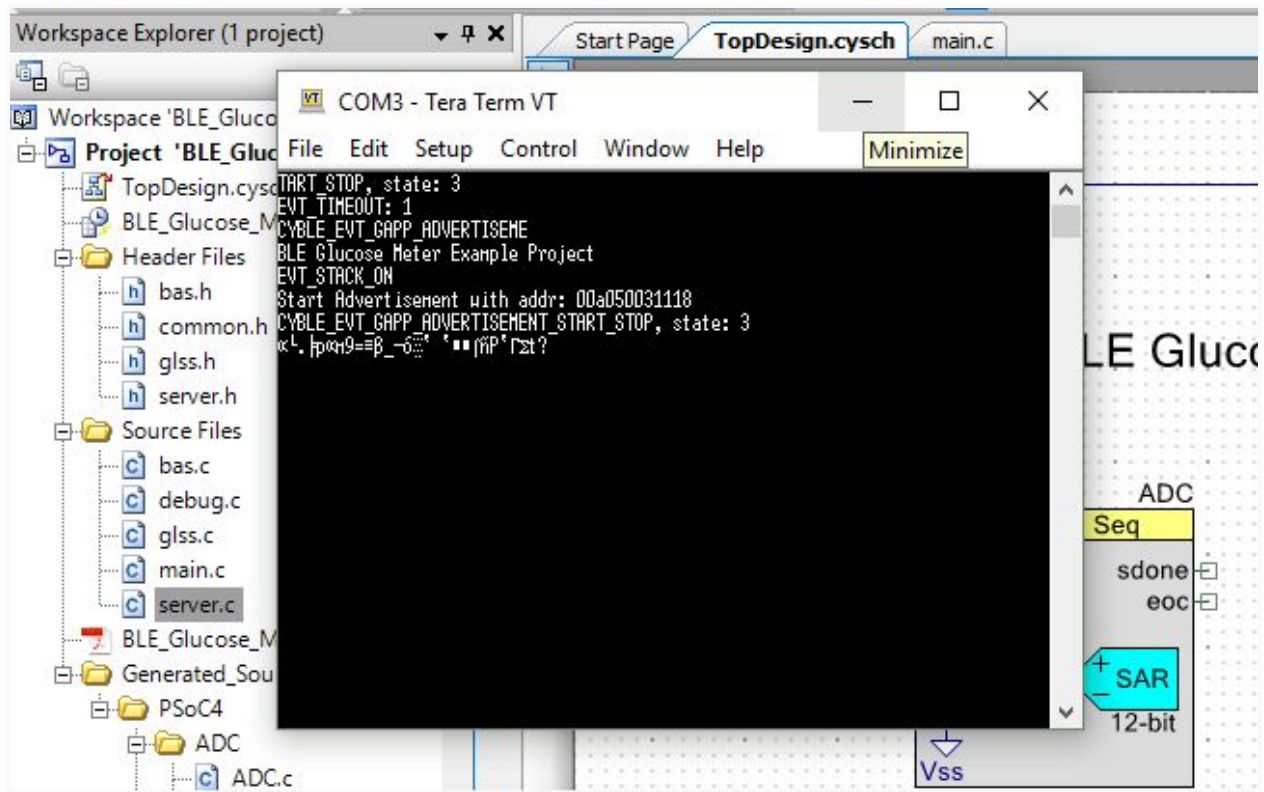 Workspace Explorer (1 project)
Start Page
TopDesign.cysch
main.c
Workspace 'BLE_Gluco
Project 'BLE_Gluc
TopDesign.cysc
BLE_Glucose_M
Header Files
bas.h
common.h
glss.h
server.h
Source Files
bas.c
debug.c
glss.c
main.c
server.c
BLE_Glucose_M
Generated_Sou
PSoC4
ADC
ADC.c
VT COM3 - Tera Term VT
File Edit Setup Control Window Help
Minimize
TART_STOP, state: 3
EVT_TIMEOUT: 1
CYBLE_EVT_GAPP_ADVERTISEME
BLE Glucose Meter Example Project
EVT_STACK_ON
Start Advertisement with addr: 00a050031118
CYBLE_EVT_GAPP_ADVERTISEMENT_START_STOP, state: 3
LE Gluco
ADC
Seq
sdone
eoc
+
SAR
−
12-bit
Vss